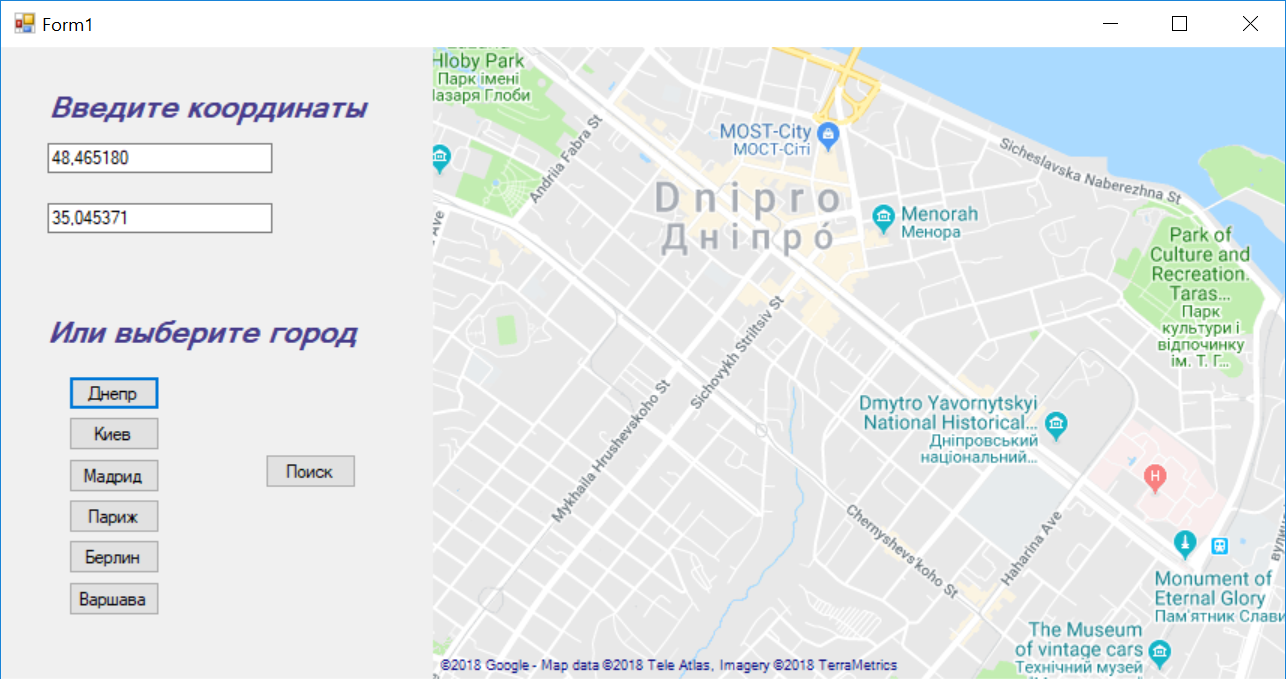 Form1
Введите координаты
48,465180
35,045371
Или выберите город
Днепр
Киев
Мадрид
Париж
Берлин
Варшава
Поиск
Hloby Park
Парк імені
Лазаря Глоби
Andriia Fabra St
Ave
MOST-City
МОСТ-Сіті
Dnipro
Дніпро́
Sicheslavska Naberezhna St
Menorah
Менора
Park of
Culture and
Recreation.
Taras...
Парк
культури і
відпочинку
ім. Т. Г...
Sichovykh Striltsiv St
Mykhaila Hrushevskoho St
Dmytro Yavornytskyi
National Historical...
Дніпровський
національний...
H
Chernyshevs'koho St
Haharina Ave
Monument of
Eternal Glory
Пам'ятник Слави
The Museum
of vintage cars
Технічний музей
©2018 Google - Map data ©2018 Tele Atlas, Imagery ©2018 TerraMetrics